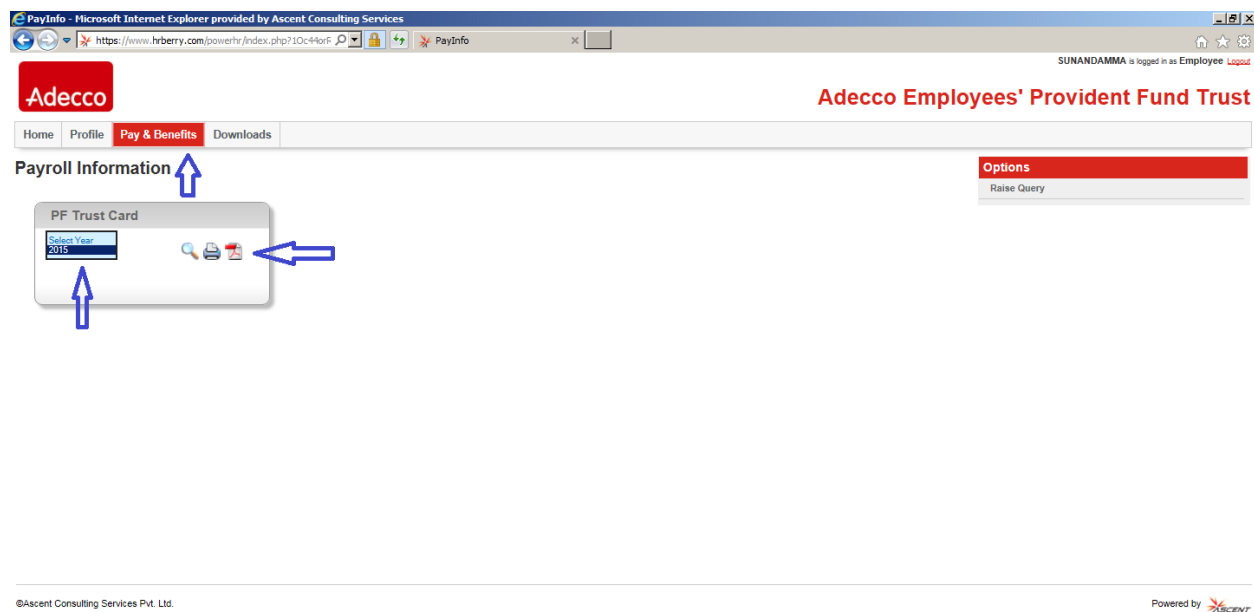 PayInfo - Microsoft Internet Explorer provided by Ascent Consulting Services
https://www.hrberry.com/powerhr/index.php?1Oc44orF
PayInfo
SUNANDAMMA is logged in as Employee Logout
Adecco
Adecco Employees' Provident Fund Trust
Home Profile Pay & Benefits Downloads
Payroll Information
Options
Raise Query
PF Trust Card
Select Year
2015
©Ascent Consulting Services Pvt. Ltd.
Powered by ASCENT